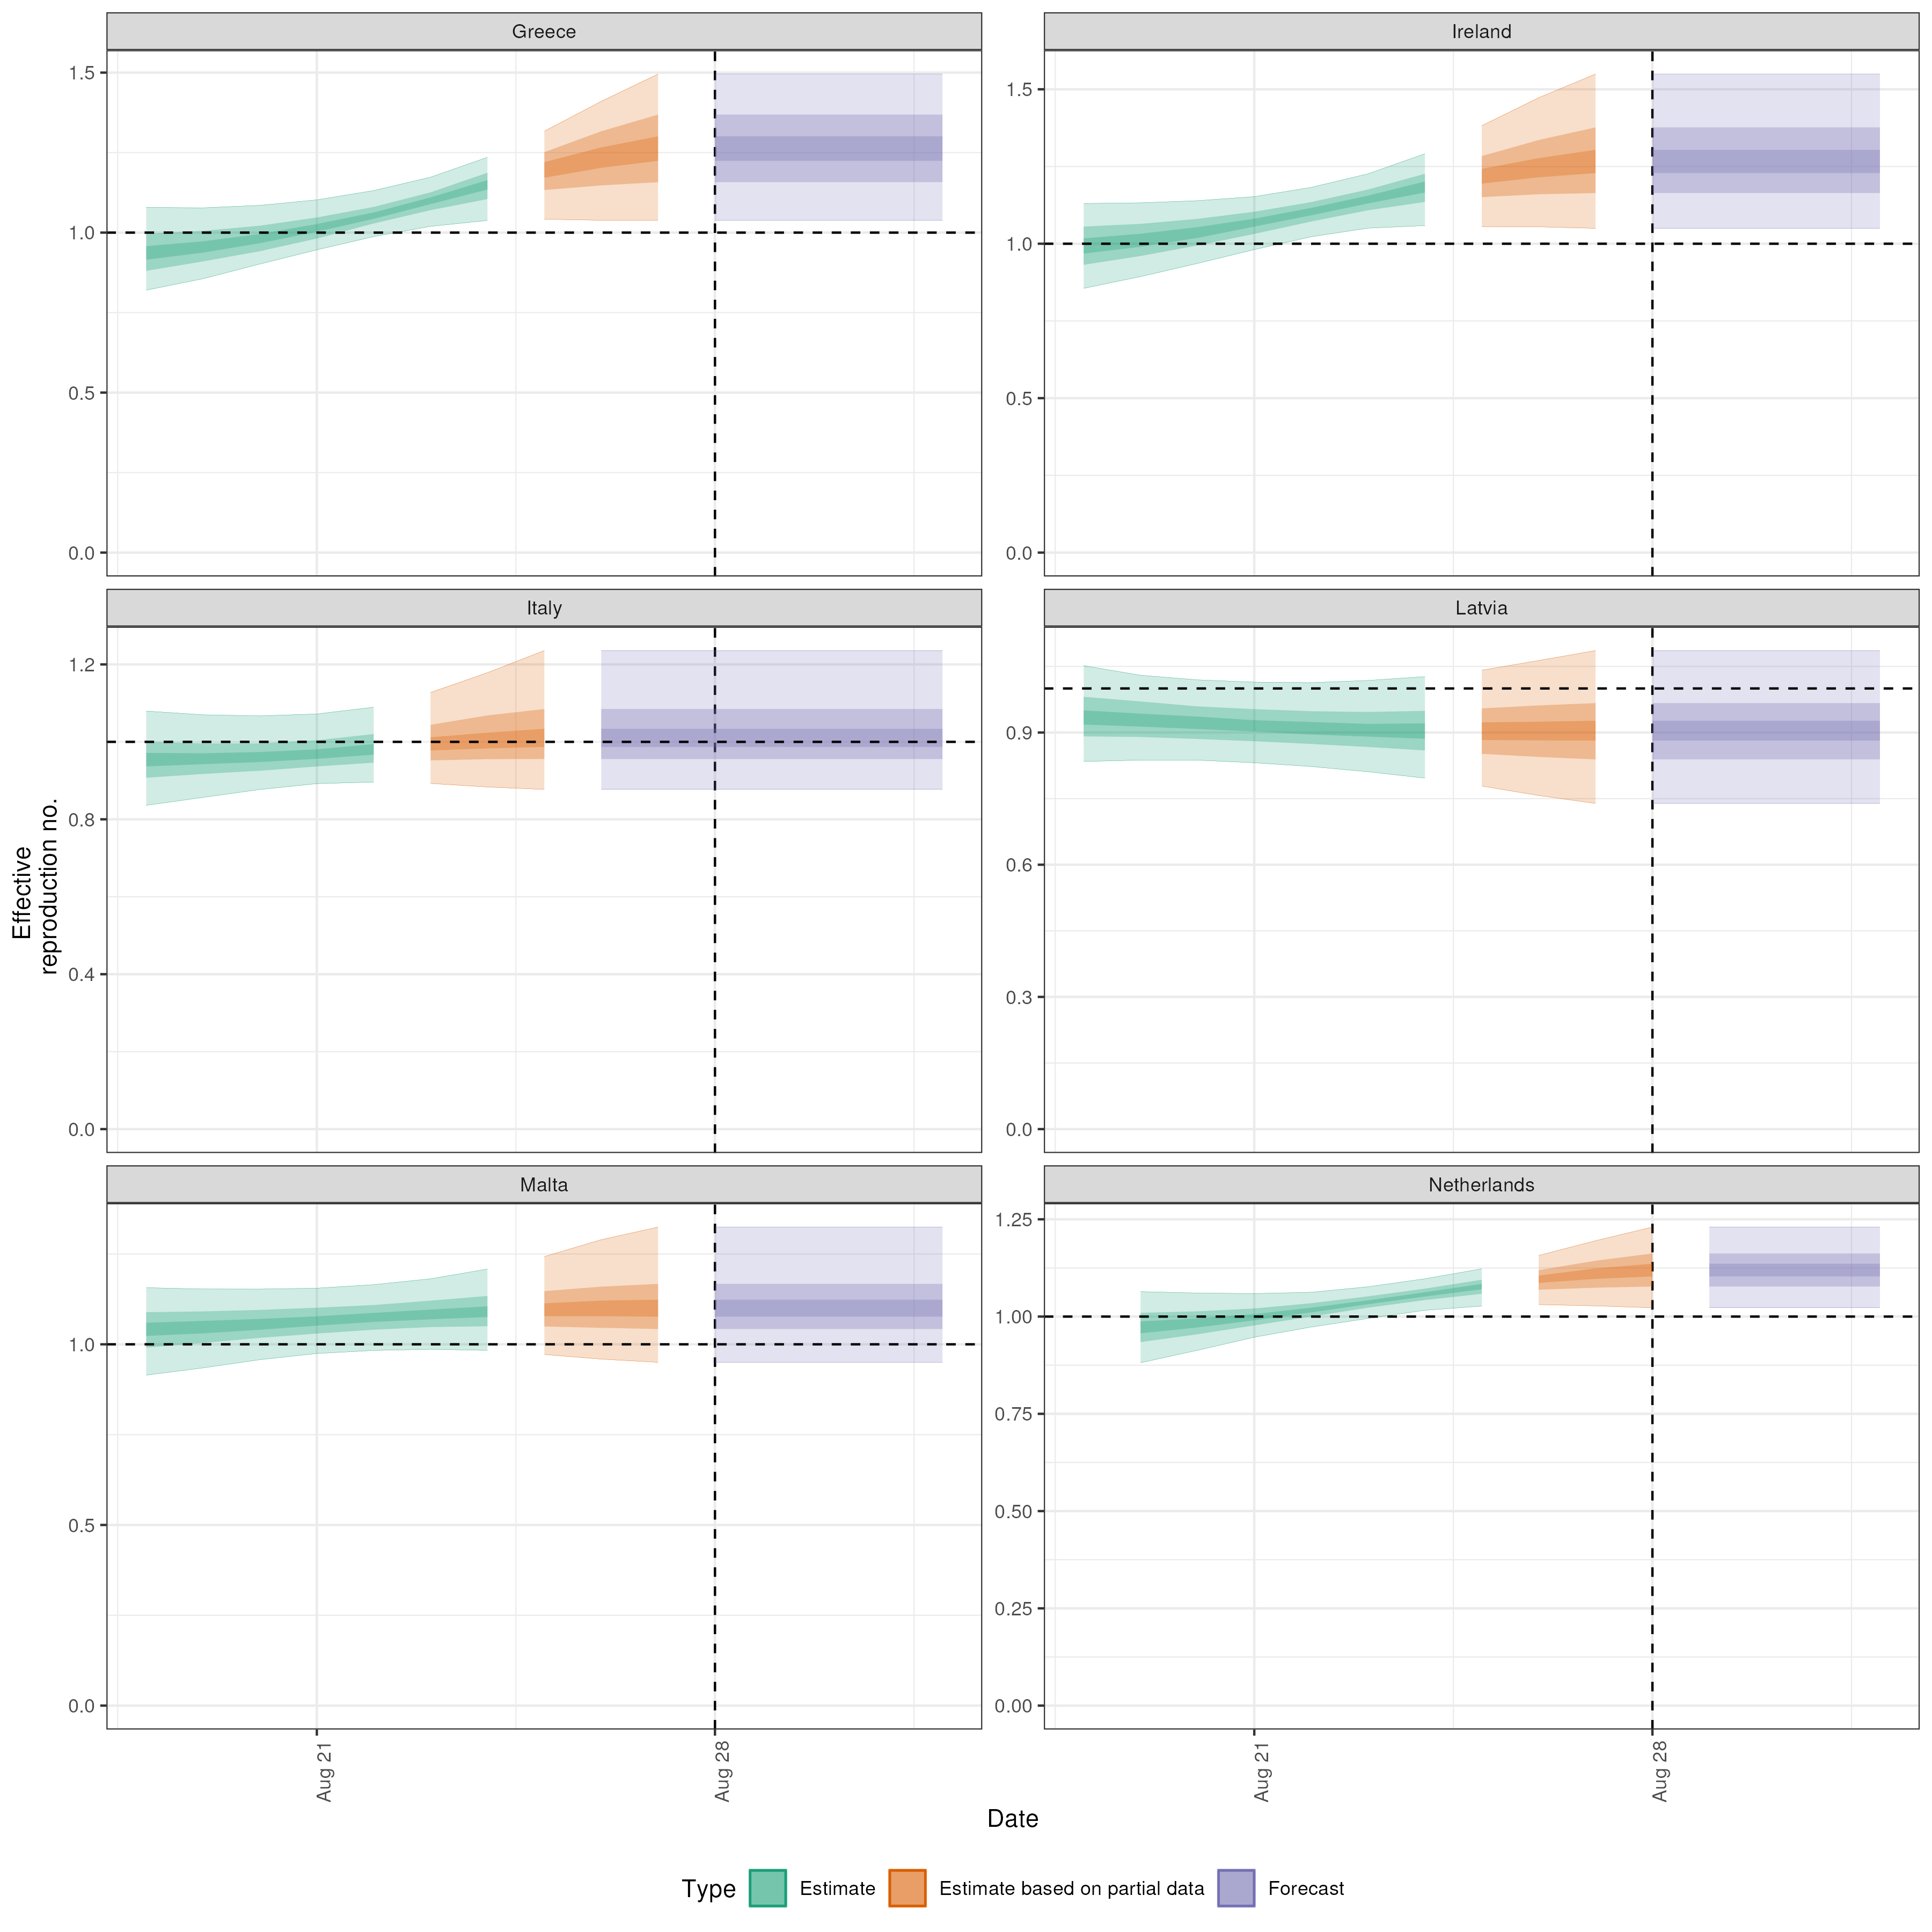 Greece
Ireland
1.5
1.0
0.5
0.0
1.5
1.0
0.5
0.0
Italy
Latvia
1.2
0.8
0.4
0.0
0.9
0.6
0.3
0.0
Effective
reproduction no.
Malta
Netherlands
1.0
0.5
0.0
1.25
1.00
0.75
0.50
0.25
0.00
Aug 21
Aug 28
Aug 21
Aug 28
Date
Type
Estimate
Estimate based on partial data
Forecast